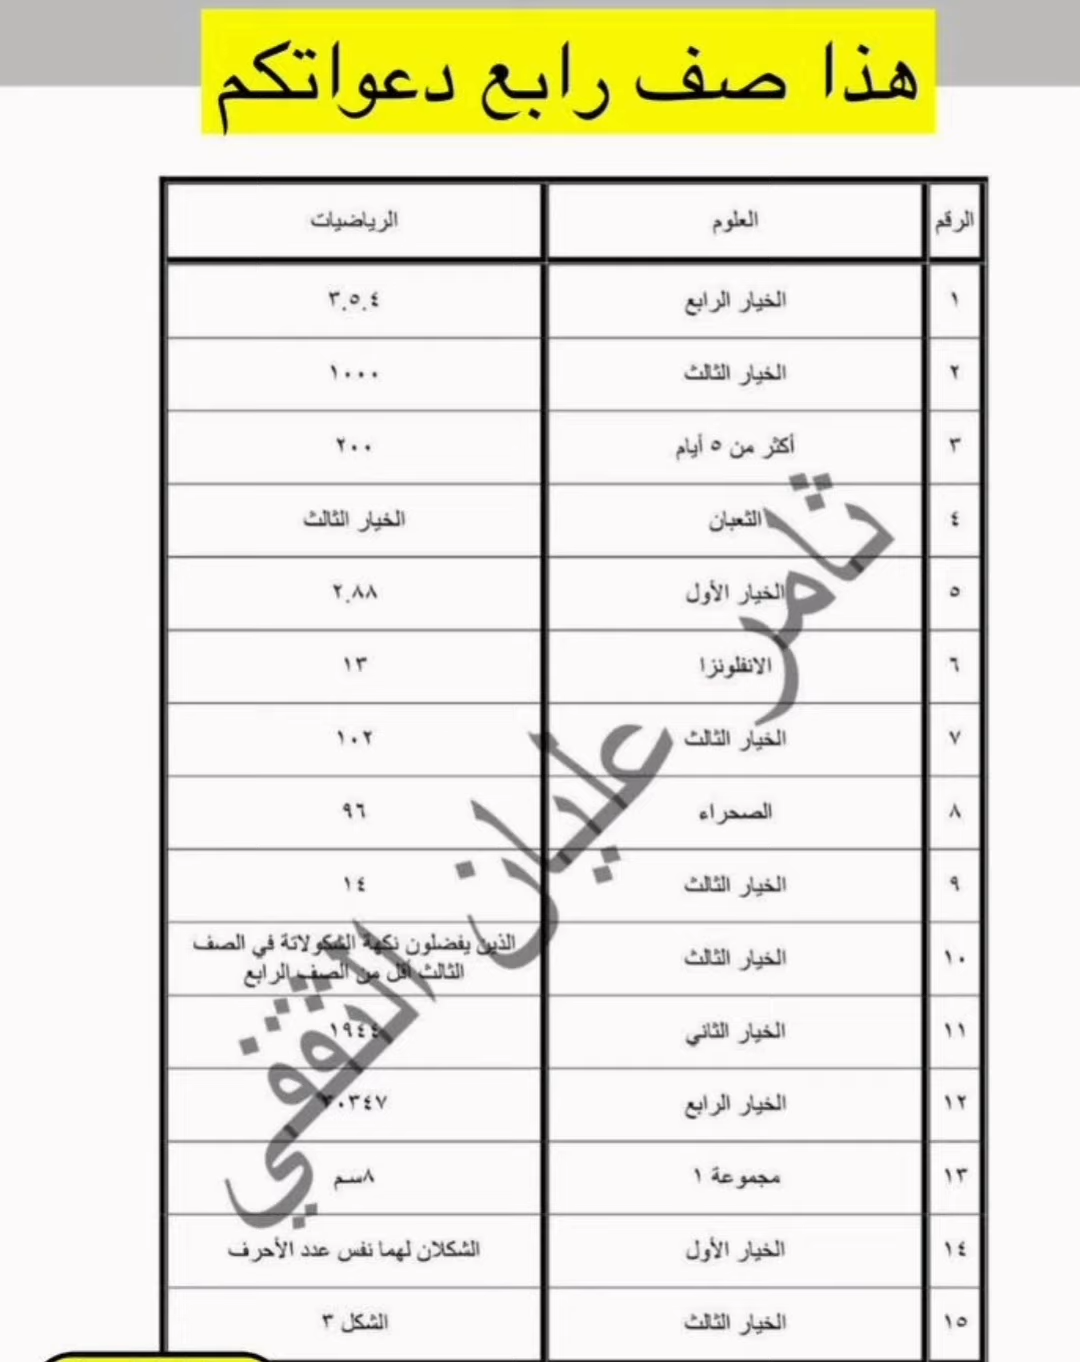 هذا صف رابع دعواتكم
الرقم العلوم الرياضيات
١ الخيار الرابع ٣.٥.٤
٢ الخيار الثالث ١٠٠٠
٣ أكثر من ٥ أيام ٢٠٠
٤ الثعبان الخيار الثالث
٥ الخيار الأول ٢.٨٨
٦ الانفلونزا ١٣
٧ الخيار الثالث ١٠٢
٨ الصحراء ٩٦
٩ الخيار الثالث ١٤
١٠ الخيار الثالث الذين يفضلون نكهة الشكولاتة في الصف
الثالث أقل من الصف الرابع
١١ الخيار الثاني ١٩٤٤
١٢ الخيار الرابع ٢٠٣٤٧
١٣ مجموعة ١ ٨سم
١٤ الخيار الأول الشكلان لهما نفس عدد الأحرف
١٥ الخيار الثالث الشكل ٣
ثامر عليان الثقفي